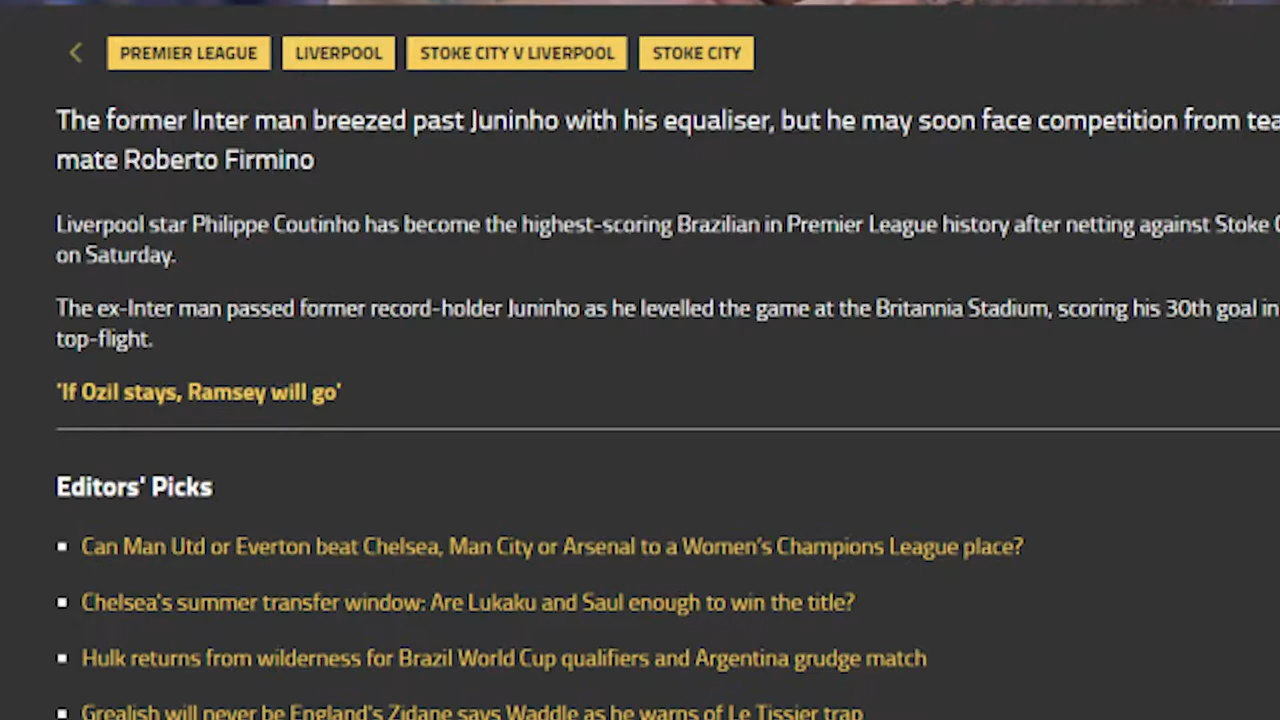 PREMIER LEAGUE LIVERPOOL STOKE CITY V LIVERPOOL STOKE CITY
The former Inter man breezed past Juninho with his equaliser, but he may soon face competition from
mate Roberto Firmino
Liverpool star Philippe Coutinho has become the highest-scoring Brazilian in Premier League history after netting against Stoke
on Saturday.
The ex-Inter man passed former record-holder Juninho as he levelled the game at the Britannia Stadium, scoring his 30th goal in
top-flight.
'If Ozil stays, Ramsey will go'
Editors' Picks
Can Man Utd or Everton beat Chelsea, Man City or Arsenal to a Women's Champions League place?
Chelsea's summer transfer window: Are Lukaku and Saul enough to win the title?
Hulk returns from wilderness for Brazil World Cup qualifiers and Argentina grudge match
Grealish will never be England's Zidane says Waddle as he warns of Le Tissier trap